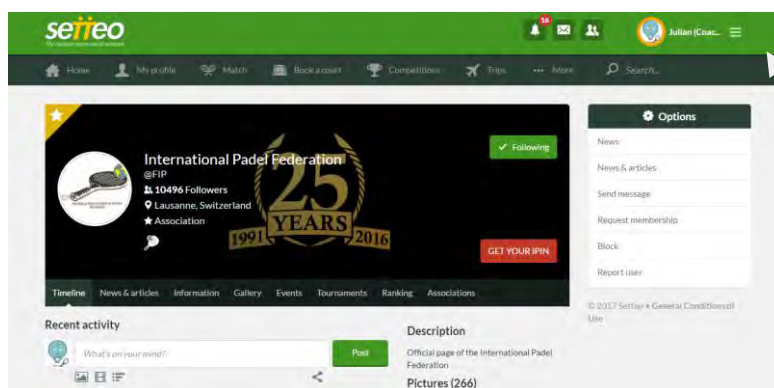 setteo
16
Julian (Coac...
Home
My profile
Match
Book a court
Competitions
Trips
More
Search...
International Padel Federation
@FIP
10496 Followers
Lausanne, Switzerland
Association
Following
25
YEARS
1991
2016
GET YOUR IPIN
Timeline
News & articles
Information
Gallery
Events
Tournaments
Ranking
Associations
Options
News
News & articles
Send message
Request membership
Block
Report user
© 2017 Setteo • General Conditions of
Use
Recent activity
What's on your mind?
Post
Description
Official page of the International Padel
Federation
Pictures (266)